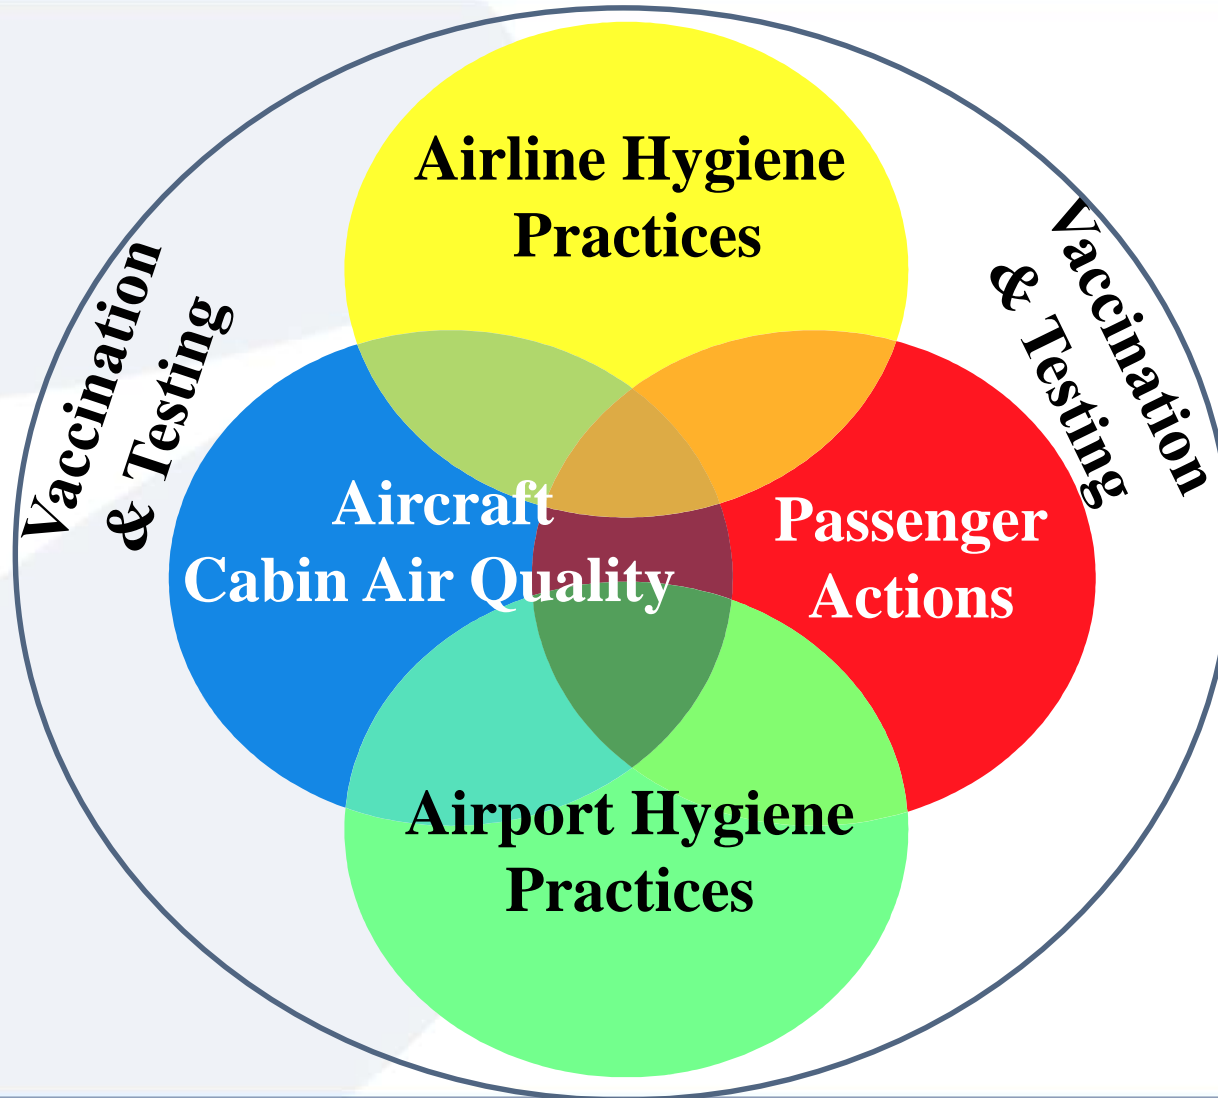 Airline Hygiene
Practices
Vaccination
& Testing
Vaccination
& Testing
Aircraft
Cabin Air Quality
Passenger
Actions
Airport Hygiene
Practices